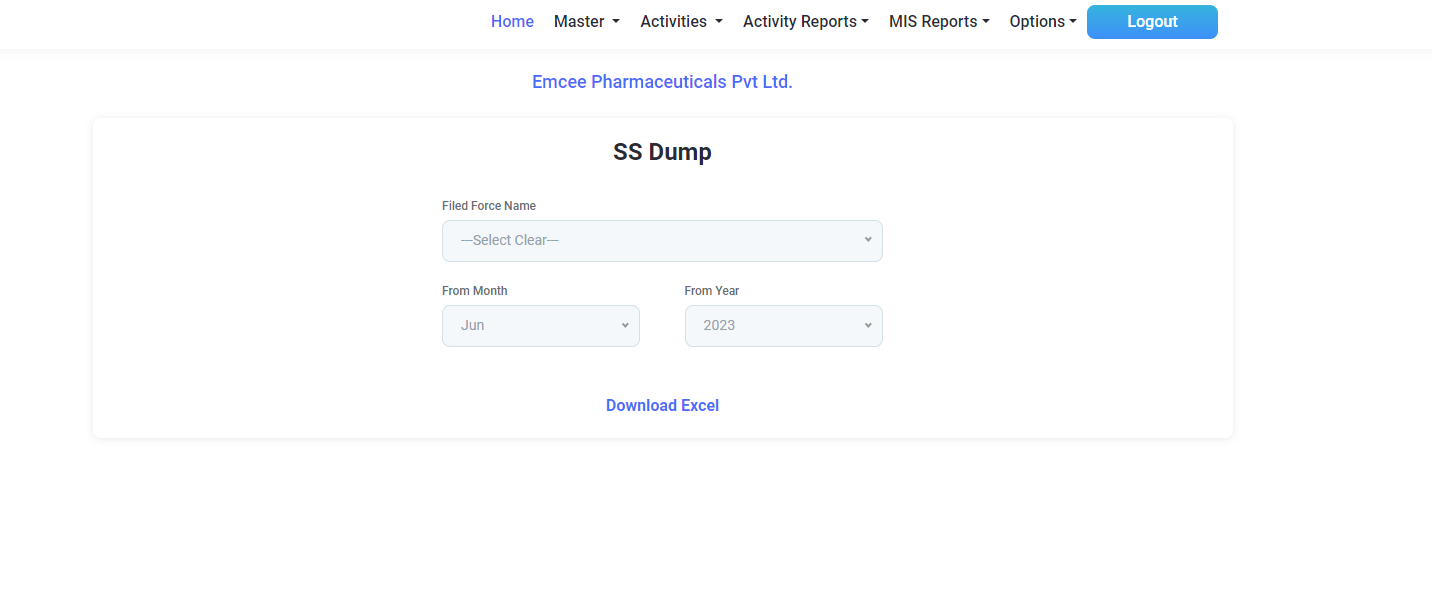 Home Master Activities Activity Reports MIS Reports Options Logout
Emcee Pharmaceuticals Pvt Ltd.
SS Dump
Filed Force Name
---Select Clear---
From Month From Year
Jun 2023
Download Excel